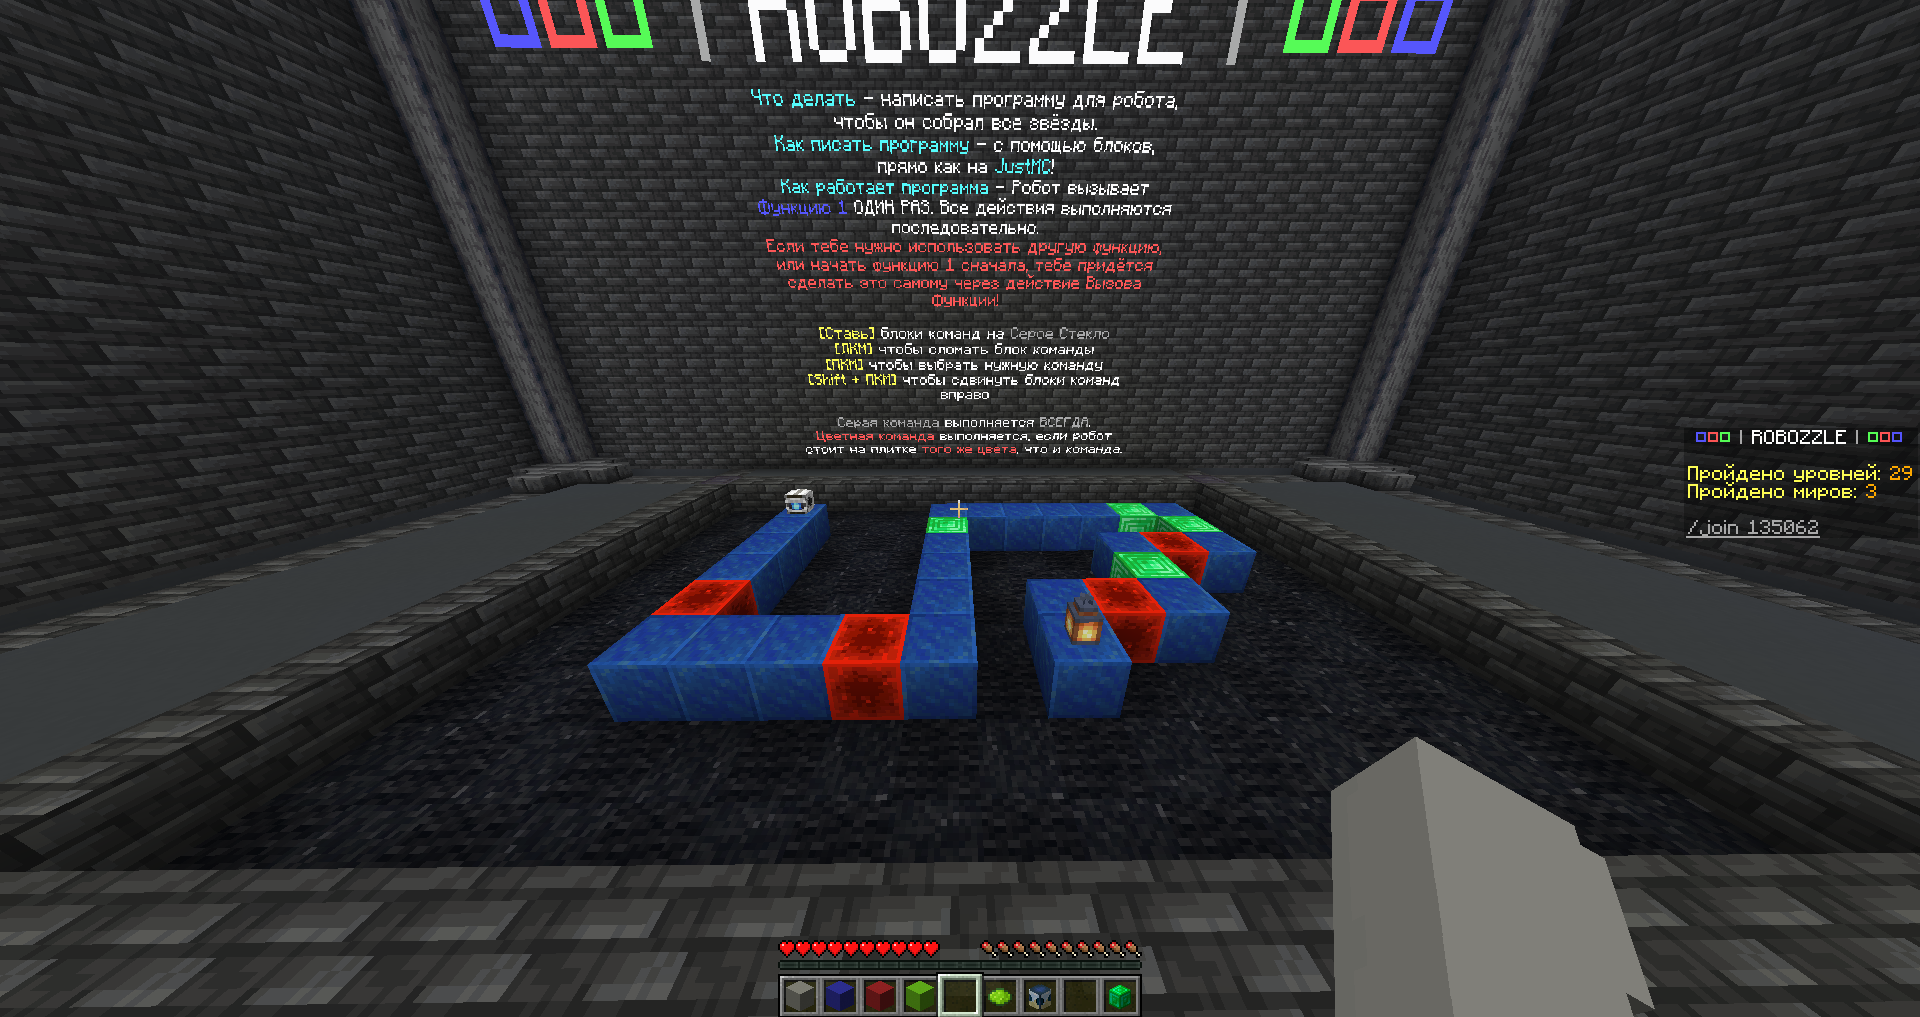 ROBOZZLE
Что делать – написать программу для робота,
чтобы он собрал все звёзды.
Как писать программу – с помощью блоков,
прямо как на JustMC!
Как работает программа – Робот вызывает
Функцию 1 ОДИН РАЗ. Все действия выполняются
последовательно.
Если тебе нужно использовать другую функцию,
или начать функцию 1 сначала, тебе придётся
сделать это самому через действие Вызова
Функции!
[Ставь] блоки команд на Серое Стекло
[ЛКМ] чтобы сломать блок команды
[ПКМ] чтобы выбрать нужную команду
[Shift + ПКМ] чтобы сдвинуть блоки команд
вправо
Серая команда выполняется ВСЕГДА.
Цветная команда выполняется, если робот
стоит на плитке того же цвета, что и команда.
| ROBOZZLE |
Пройдено уровней: 29
Пройдено миров: 3
/join 135062